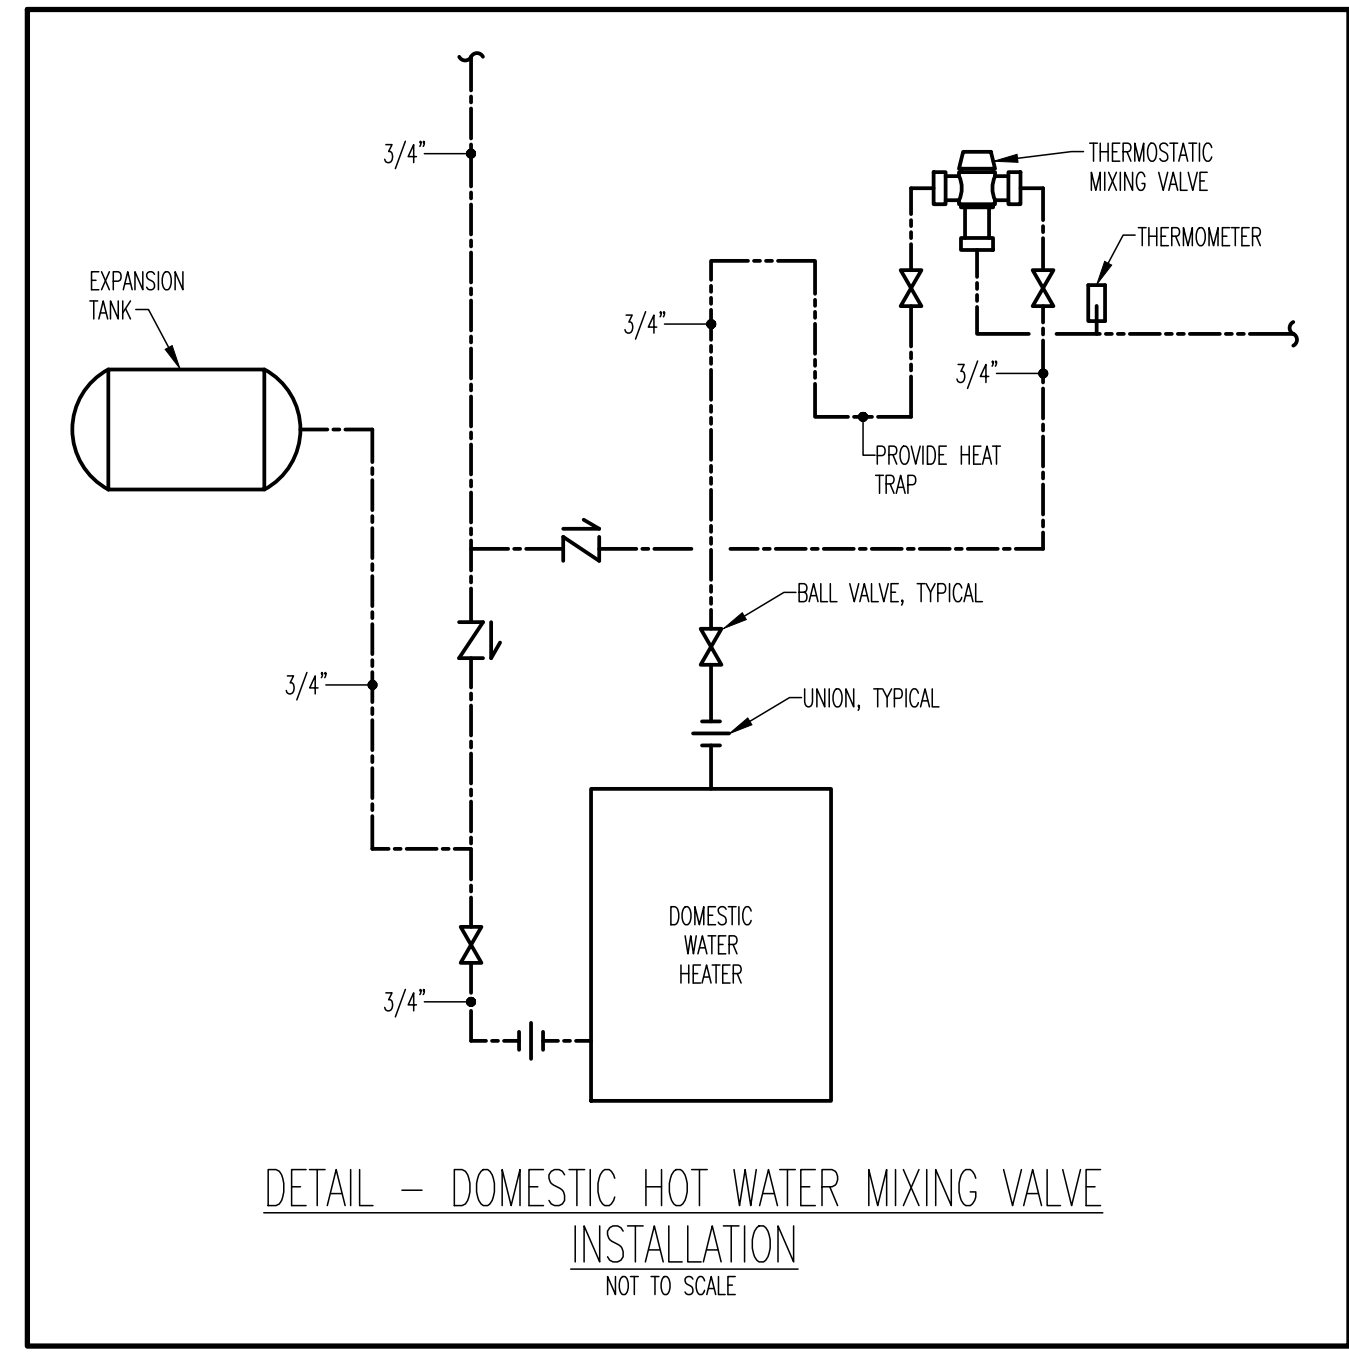 3/4"
THERMOSTATIC
MIXING VALVE
THERMOMETER
EXPANSION
TANK
3/4"
3/4"
PROVIDE HEAT
TRAP
BALL VALVE, TYPICAL
3/4"
UNION, TYPICAL
DOMESTIC
WATER
HEATER
3/4"
DETAIL - DOMESTIC HOT WATER MIXING VALVE
INSTALLATION
NOT TO SCALE